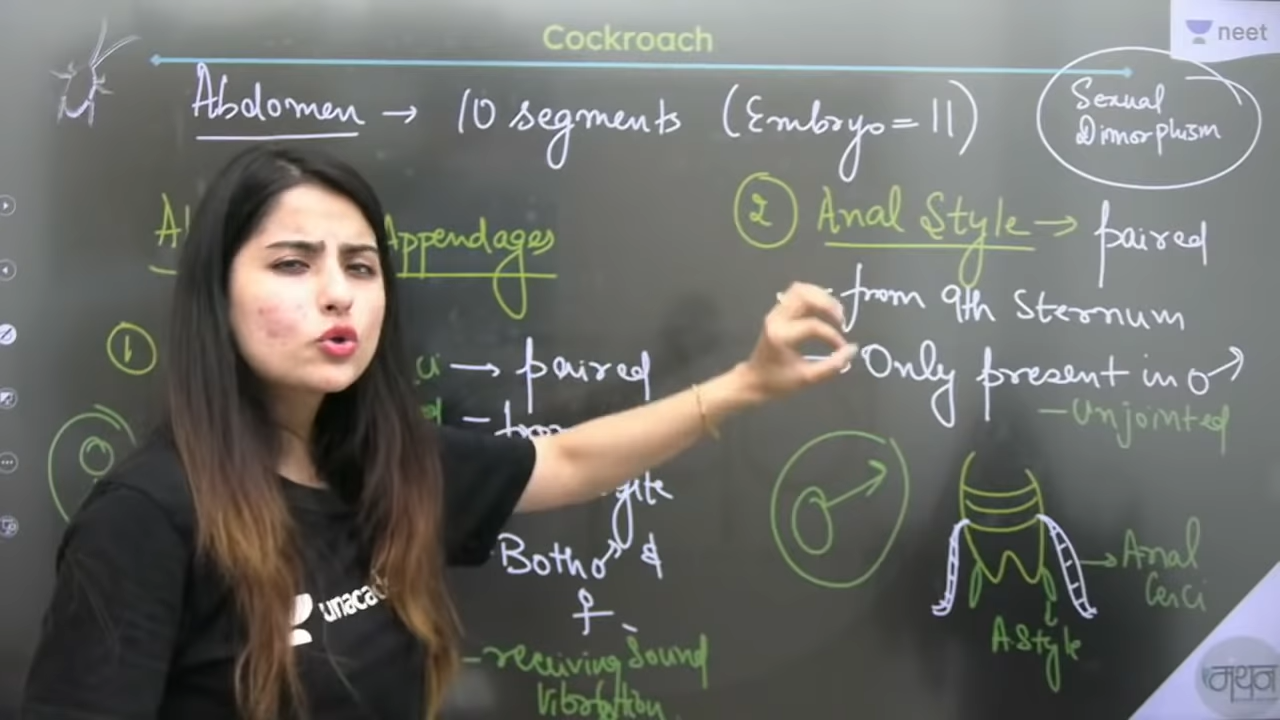 Cockroach
neet
Abdomen → 10 segments (Embryo = 11)
Sexual
Dimorphism
Appendages
① → paired
Both ♂ &
♀
- receiving Sound
Vibration
② Anal Style → paired
from 9th Sternum
→ Only present in ♂
- Unjointed
→ Anal
Cerci
A.Style
मंथन